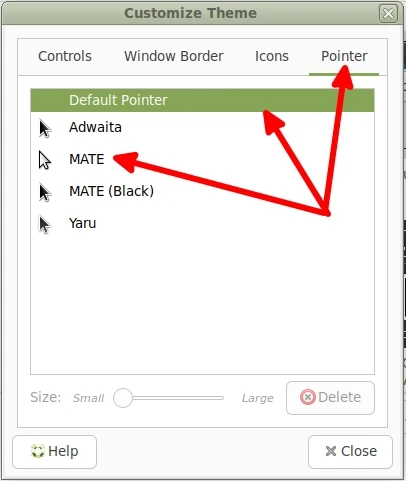 Customize Theme
Controls Window Border Icons Pointer
Default Pointer
Adwaita
MATE
MATE (Black)
Yaru
Size: Small Large Delete
Help Close